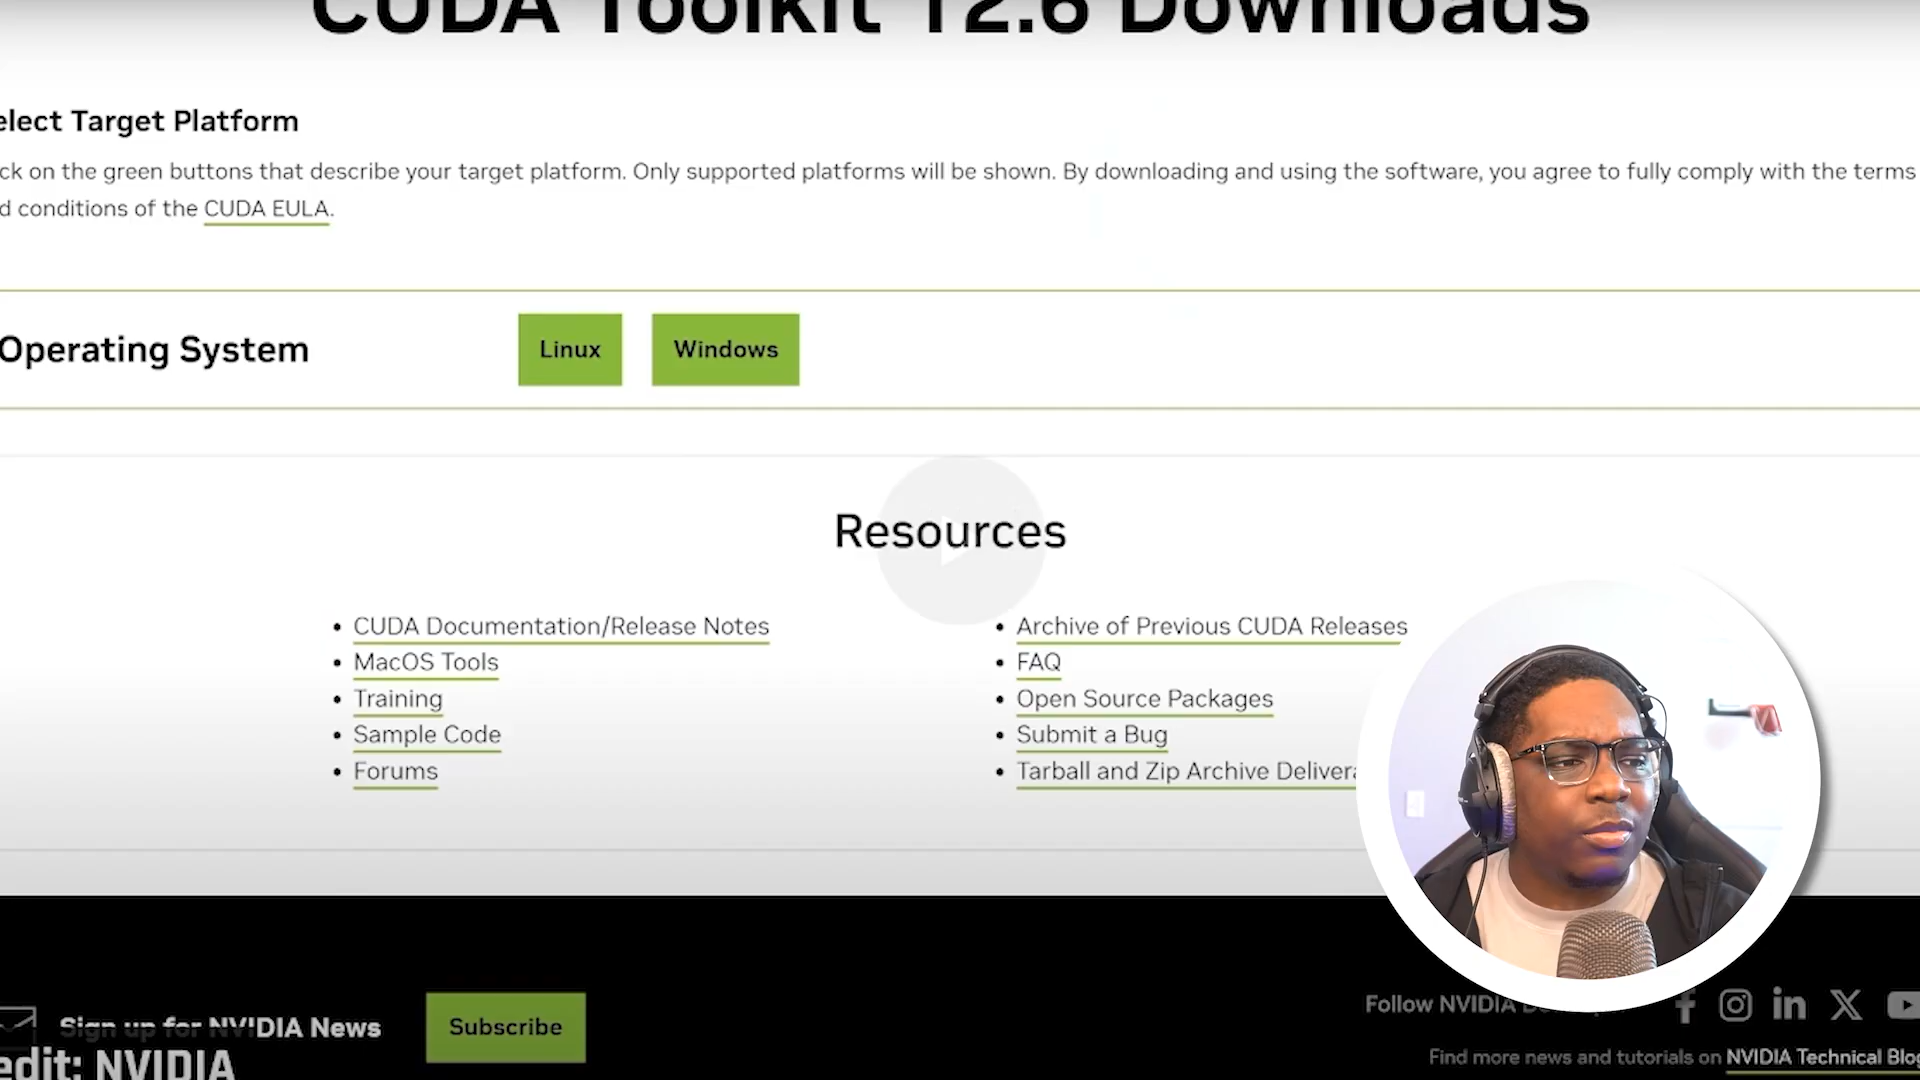 CUDA Toolkit 12.6 Downloads
elect Target Platform
ck on the green buttons that describe your target platform. Only supported platforms will be shown. By downloading and using the software, you agree to fully comply with the terms
d conditions of the CUDA EULA.
Operating System
Linux
Windows
Resources
CUDA Documentation/Release Notes
MacOS Tools
Training
Sample Code
Forums
Archive of Previous CUDA Releases
FAQ
Open Source Packages
Submit a Bug
Tarball and Zip Archive Delivera
Sign up for NVIDIA News
Subscribe
Follow NVIDIA
Find more news and tutorials on NVIDIA Technical Blog
edit: NVIDIA